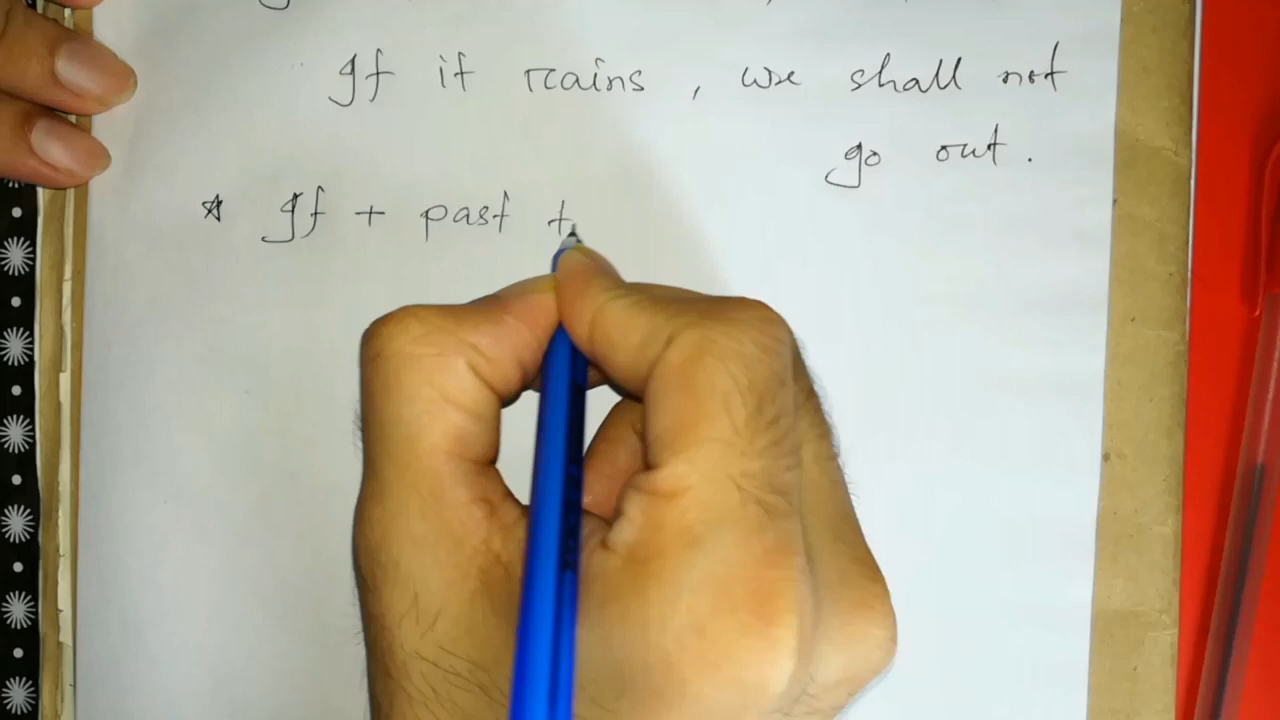 If it rains, we shall not
go out.
* If + past t